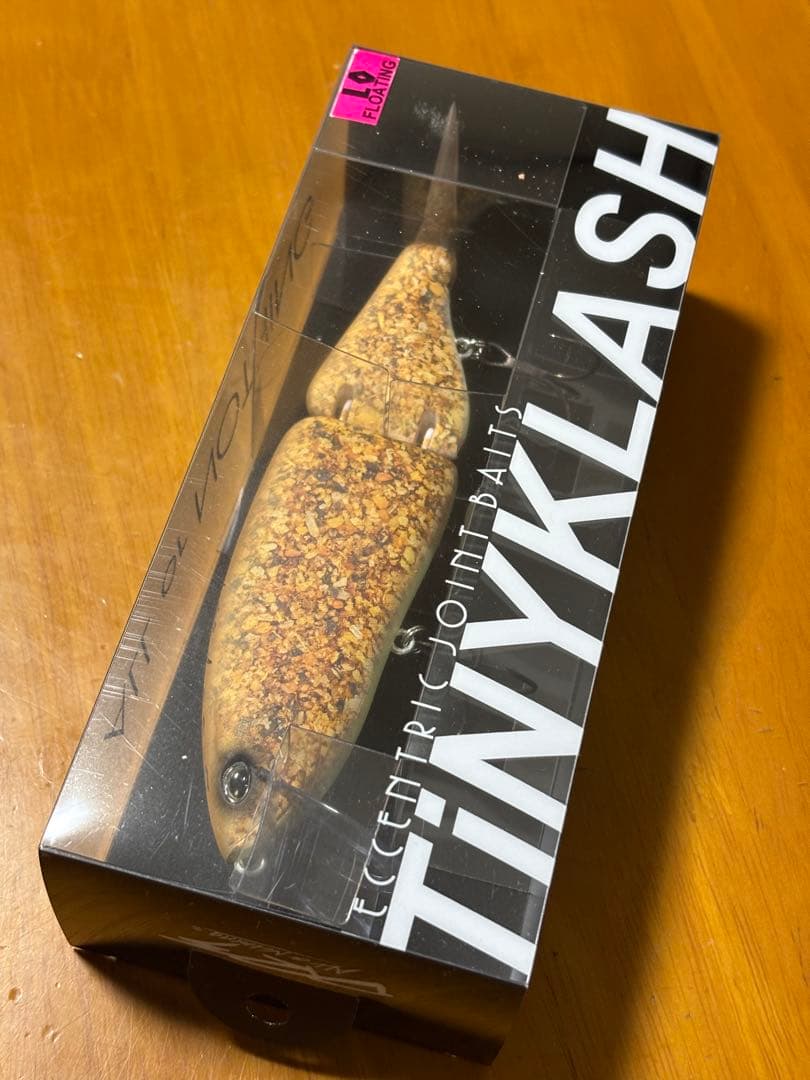 LO
FLOATING
TiNYKLASH
ECCENTRIC JOINT BAITS